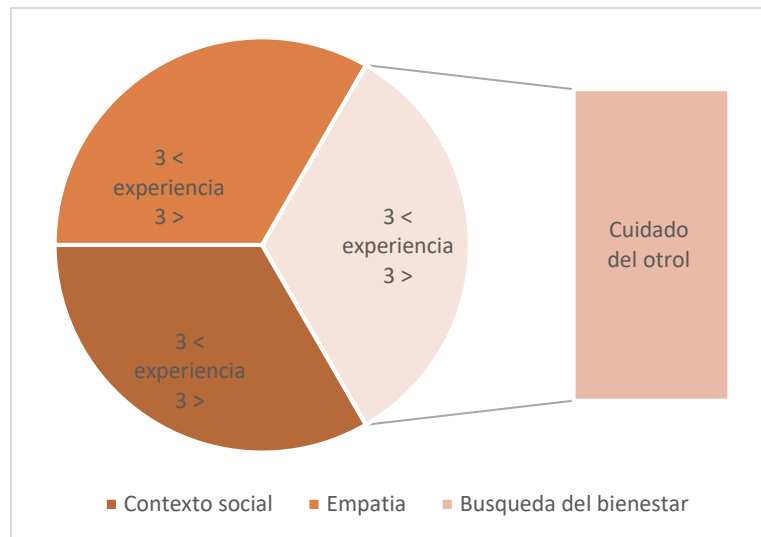 3 <
experiencia
3 >
3 <
experiencia
3 >
Cuidado
del otrol
3 <
experiencia
3 >
Contexto social
Empatia
Busqueda del bienestar